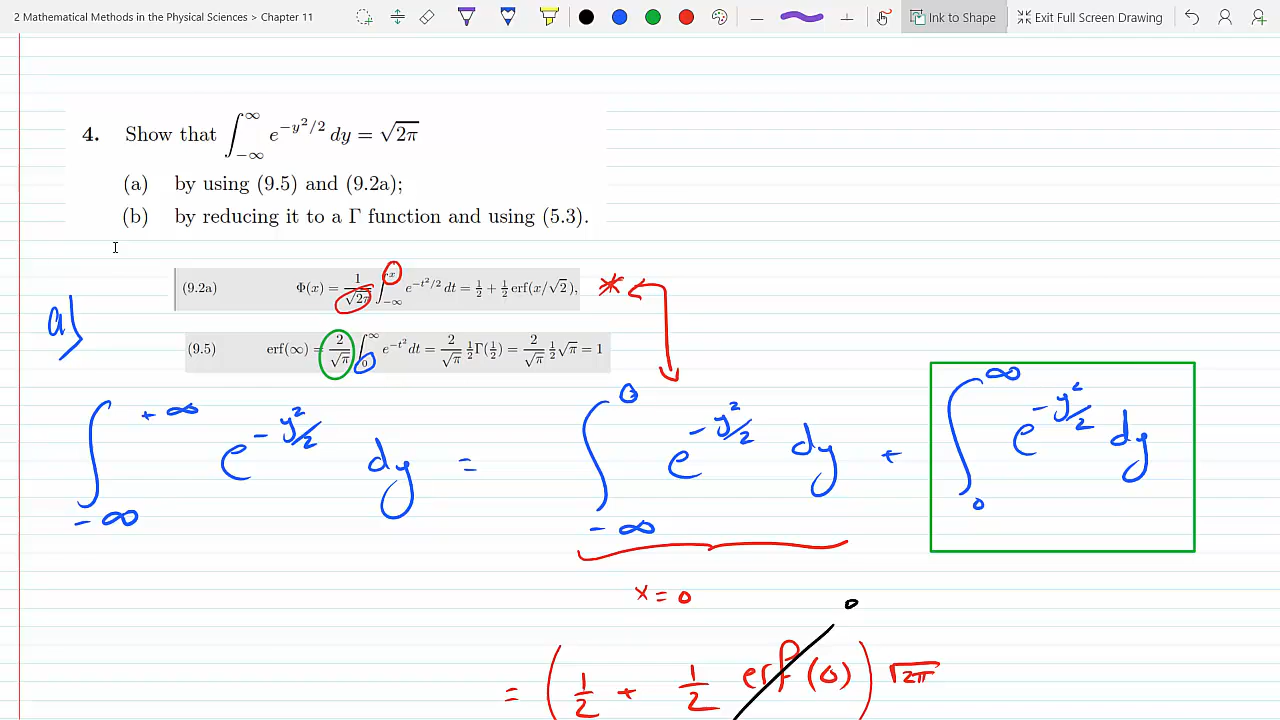 2 Mathematical Methods in the Physical Sciences > Chapter 11
Ink to Shape
Exit Full Screen Drawing
4. Show that ∫_{-∞}^{∞} e^{-y²/2} dy = √2π
(a) by using (9.5) and (9.2a);
(b) by reducing it to a Γ function and using (5.3).
(9.2a) Φ(x) = 1/√2π ∫_{-∞}^{x} e^{-t²/2} dt = 1/2 + 1/2 erf(x/√2),
*
a)
(9.5) erf(∞) = 2/√π ∫_{0}^{∞} e^{-t²} dt = 2/√π 1/2 Γ(1/2) = 2/√π 1/2 √π = 1
∫_{-∞}^{+∞} e^{-y²/2} dy = ∫_{-∞}^{0} e^{-y²/2} dy + ∫_{0}^{∞} e^{-y²/2} dy
x = 0
0
= (1/2 + 1/2 erf(0)) √2π